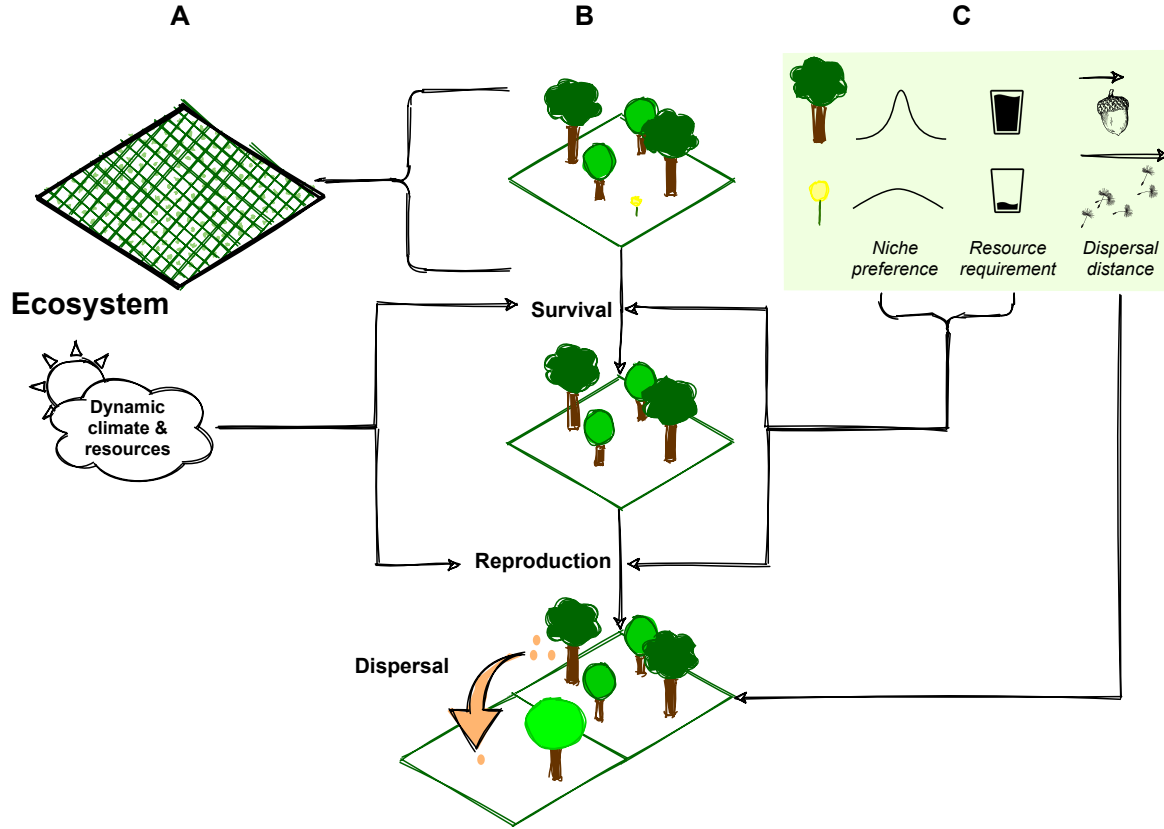 A
B
C
Niche
preference
Resource
requirement
Dispersal
distance
Ecosystem
Survival
Dynamic
climate &
resources
Reproduction
Dispersal